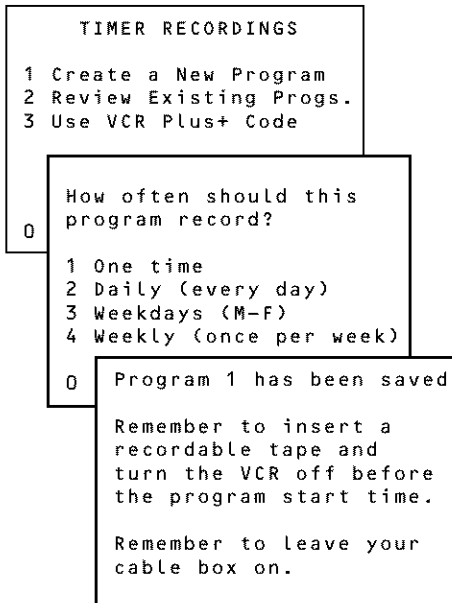 TIMER RECORDINGS
1 Create a New Program
2 Review Existing Progs.
3 Use VCR Plus+ Code
0
How often should this
program record?
1 One time
2 Daily (every day)
3 Weekdays (M-F)
4 Weekly (once per week)
0
Program 1 has been saved
Remember to insert a
recordable tape and
turn the VCR off before
the program start time.
Remember to leave your
cable box on.